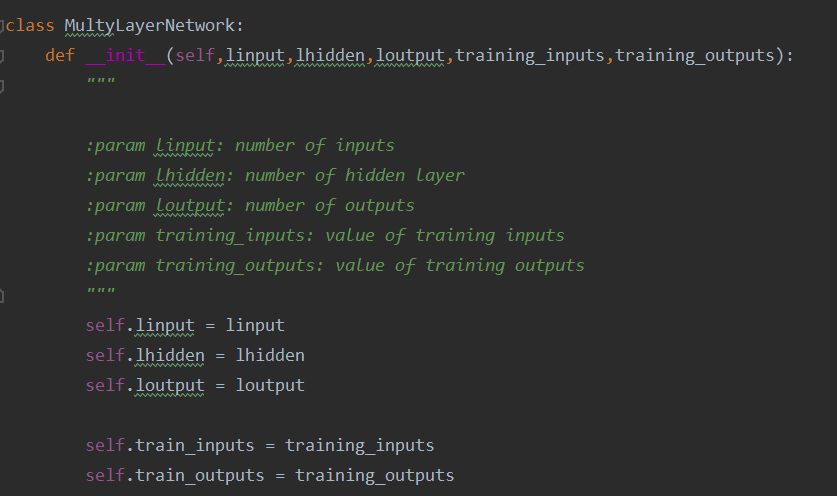 class MultyLayerNetwork:
    def __init__(self,linput,lhidden,loutput,training_inputs,training_outputs):
        """
        :param linput: number of inputs
        :param lhidden: number of hidden layer
        :param loutput: number of outputs
        :param training_inputs: value of training inputs
        :param training_outputs: value of training outputs
        """
        self.linput = linput
        self.lhidden = lhidden
        self.loutput = loutput
        self.train_inputs = training_inputs
        self.train_outputs = training_outputs